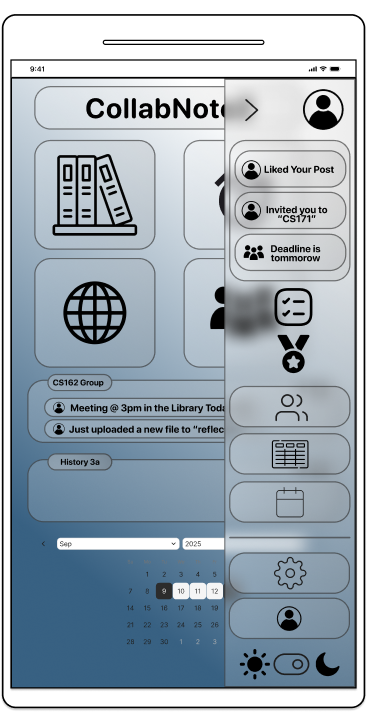 9:41
CollabNote
Liked Your Post
Invited you to
“CS171”
Deadline is
tommorow
CS162 Group
Meeting @ 3pm in the Library Toda
Just uploaded a new file to “reflec
History 3a
Sep 2025
1 2 3 4 5
7 8 9 10 11 12
14 15 16 17 18 19
21 22 23 24 25 26
28 29 30 1 2 3